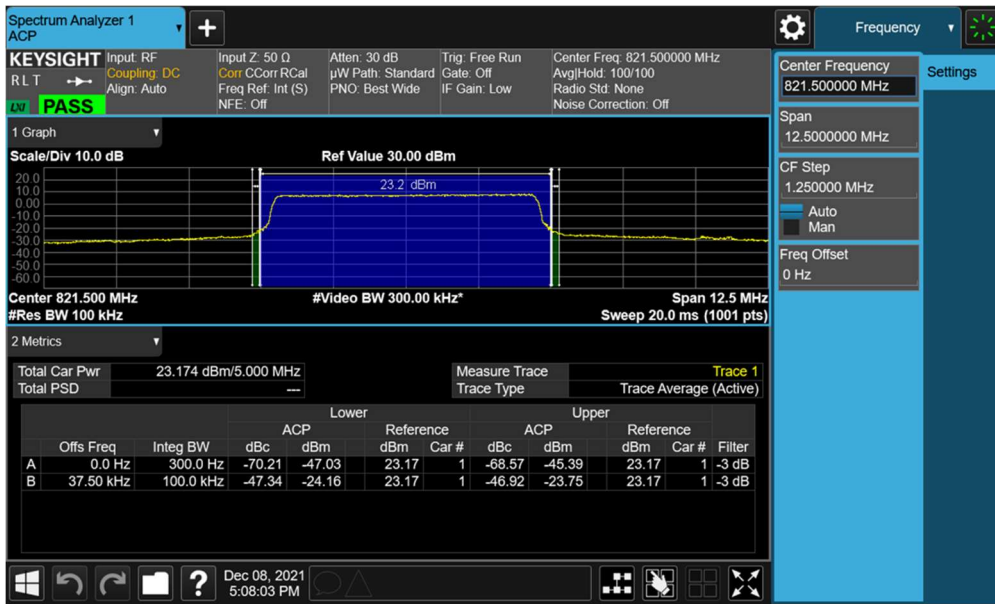 Spectrum Analyzer 1
ACP
Frequency
KEYSIGHT Input: RF Input Z: 50 Ω Atten: 30 dB Trig: Free Run Center Freq: 821.500000 MHz
RLT Coupling: DC Corr CCorr RCal µW Path: Standard Gate: Off Avg|Hold: 100/100
Align: Auto Freq Ref: Int (S) PNO: Best Wide IF Gain: Low Radio Std: None
LXI PASS NFE: Off Noise Correction: Off
Center Frequency
821.500000 MHz
Settings
Span
12.5000000 MHz
CF Step
1.250000 MHz
Auto
Man
Freq Offset
0 Hz
1 Graph
Scale/Div 10.0 dB Ref Value 30.00 dBm
23.2 dBm
20.0
10.0
0.00
-10.0
-20.0
-30.0
-40.0
-50.0
-60.0
Center 821.500 MHz #Video BW 300.00 kHz* Span 12.5 MHz
#Res BW 100 kHz Sweep 20.0 ms (1001 pts)
2 Metrics
Total Car Pwr 23.174 dBm/5.000 MHz Measure Trace Trace 1
Total PSD --- Trace Type Trace Average (Active)
Lower Upper
ACP Reference ACP Reference
Offs Freq Integ BW dBc dBm dBm Car # dBc dBm dBm Car # Filter
A 0.0 Hz 300.0 Hz -70.21 -47.03 23.17 1 -68.57 -45.39 23.17 1 -3 dB
B 37.50 kHz 100.0 kHz -47.34 -24.16 23.17 1 -46.92 -23.75 23.17 1 -3 dB
Dec 08, 2021
5:08:03 PM